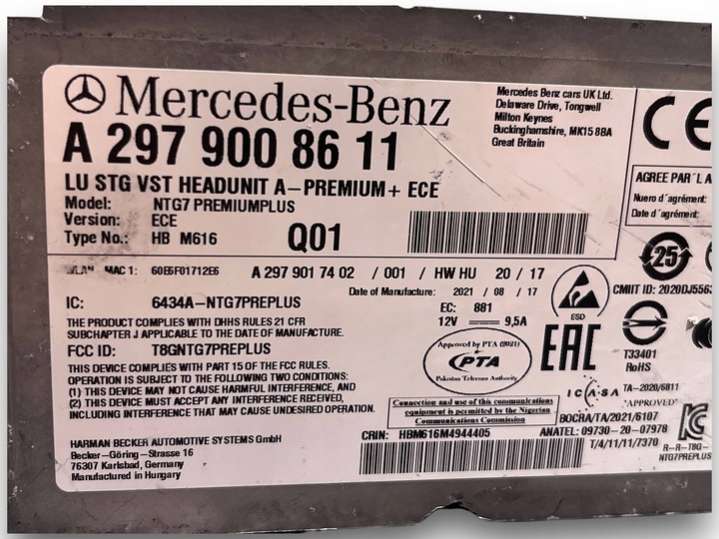 Mercedes-Benz
Mercedes Benz cars UK Ltd.
Delaware Drive, Tongwell
Milton Keynes
Buckinghamshire, MK15 8BA
Great Britain
A 297 900 86 11
LU STG VST HEADUNIT A-PREMIUM+ ECE
Model: NTG7 PREMIUMPLUS
Version: ECE
Type No.: HB M616
Q01
CE
AGREE PAR L A
Nuero d'agrément:
Date d'agrément:
WLAN MAC 1: 60E6F01712E6
A 297 901 74 02 / 001 / HW HU 20 / 17
Date of Manufacture: 2021 / 08 / 17
25
CMIIT ID: 2020DJ5563
IC: 6434A-NTG7PREPLUS
EC: 881
12V 9,5A
ESD
THE PRODUCT COMPLIES WITH DHHS RULES 21 CFR
SUBCHAPTER J APPLICABLE TO THE DATE OF MANUFACTURE.
FCC ID: T8GNTG7PREPLUS
THIS DEVICE COMPLIES WITH PART 15 OF THE FCC RULES.
OPERATION IS SUBJECT TO THE FOLLOWING TWO CONDITIONS:
(1) THIS DEVICE MAY NOT CAUSE HARMFUL INTERFERENCE, AND
(2) THIS DEVICE MUST ACCEPT ANY INTERFERENCE RECEIVED,
INCLUDING INTERFERENCE THAT MAY CAUSE UNDESIRED OPERATION.
Approved by PTA (2021)
PTA
Pakistan Telecom Authority
EAC
T33401
RoHS
ICASA TA-2020/6811
"APPROVED"
Connection and use of this communications
equipment is permitted by the Nigerian
Communications Commission
BOCRA/TA/2021/6107
CRIN: HBM616M4944405
ANATEL: 09730-20-07978
T/4/11/11/7370
R-R-T8G-
NTG7PREPLUS
HARMAN BECKER AUTOMOTIVE SYSTEMS GmbH
Becker-Göring-Strasse 16
76307 Karlsbad, Germany
Manufactured in Hungary